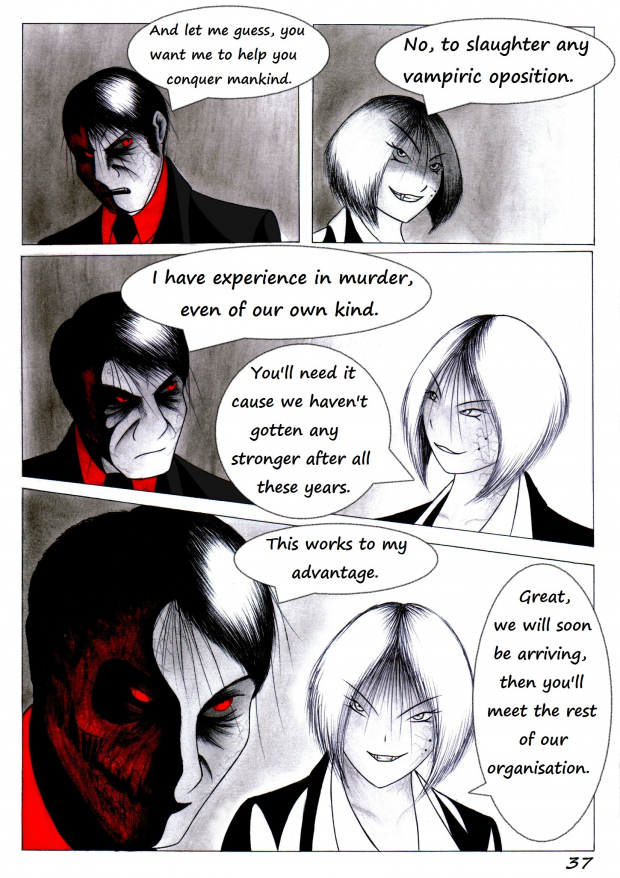 And let me guess, you
want me to help you
conquer mankind.
No, to slaughter any
vampiric oposition.
I have experience in murder,
even of our own kind.
You'll need it
cause we haven't
gotten any
stronger after all
these years.
This works to my
advantage.
Great,
we will soon
be arriving,
then you'll
meet the rest
of our
organisation.
37